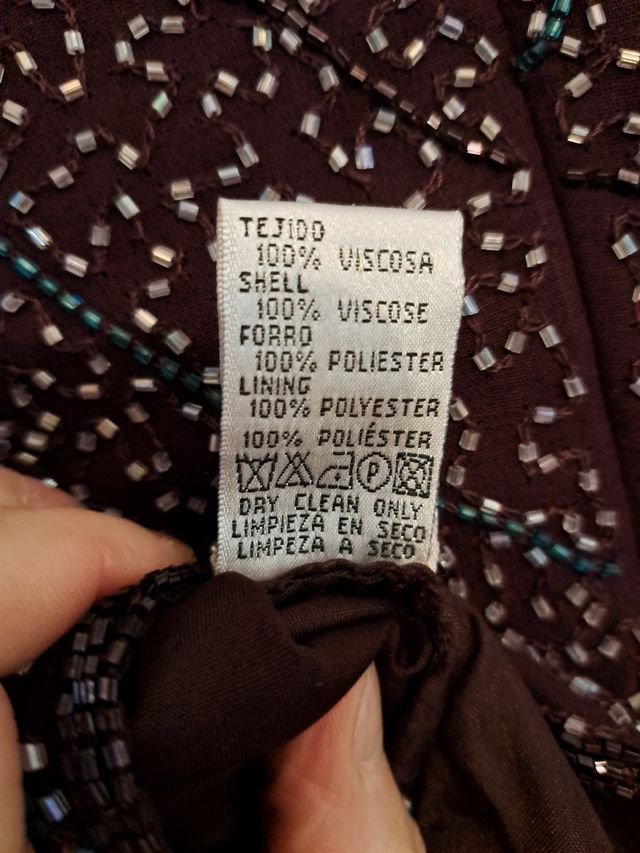 TEJIDO
100% VISCOSA
SHELL
100% VISCOSE
FORRO
100% POLIESTER
LINING
100% POLYESTER
100% POLIÉSTER
P
DRY CLEAN ONLY
LIMPIEZA EN SECO
LIMPEZA A SECO